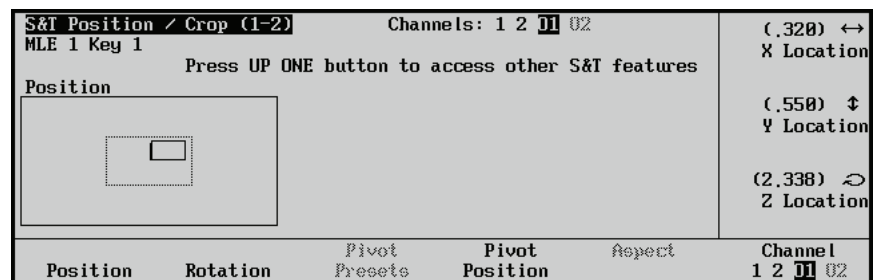 S&T Position / Crop (1-2) Channels: 1 2 D1 D2
MLE 1 Key 1
Press UP ONE button to access other S&T features
Position
(.320) ↔
X Location
(.550) ↕
Y Location
(2.338)
Z Location
Position Rotation Pivot Presets Pivot Position Aspect Channel
1 2 D1 D2